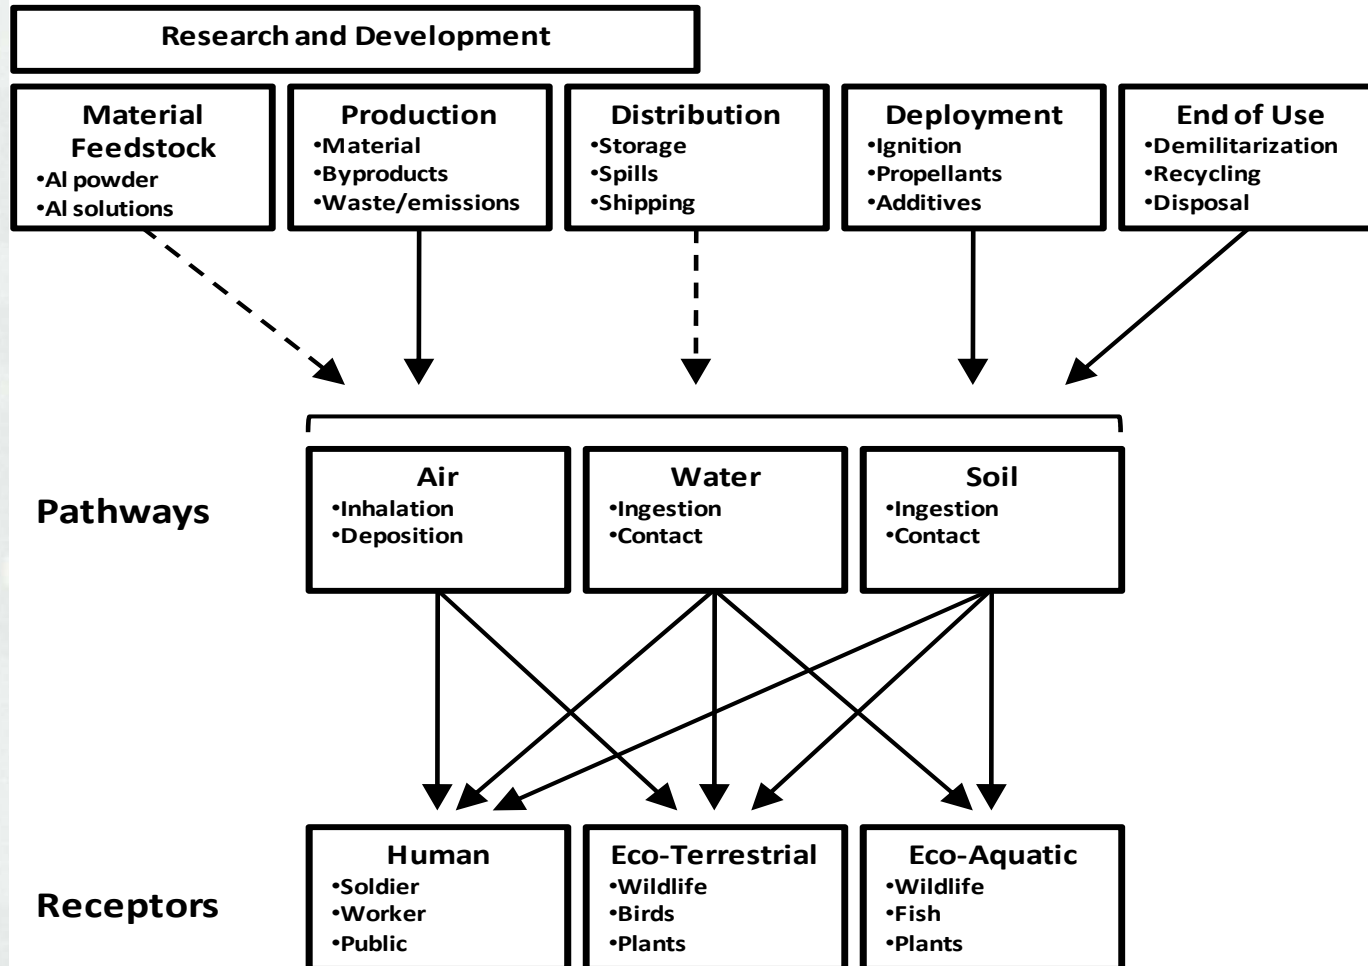 Research and Development
Material
Feedstock
•Al powder
•Al solutions
Production
•Material
•Byproducts
•Waste/emissions
Distribution
•Storage
•Spills
•Shipping
Deployment
•Ignition
•Propellants
•Additives
End of Use
•Demilitarization
•Recycling
•Disposal
Pathways
Air
•Inhalation
•Deposition
Water
•Ingestion
•Contact
Soil
•Ingestion
•Contact
Receptors
Human
•Soldier
•Worker
•Public
Eco-Terrestrial
•Wildlife
•Birds
•Plants
Eco-Aquatic
•Wildlife
•Fish
•Plants